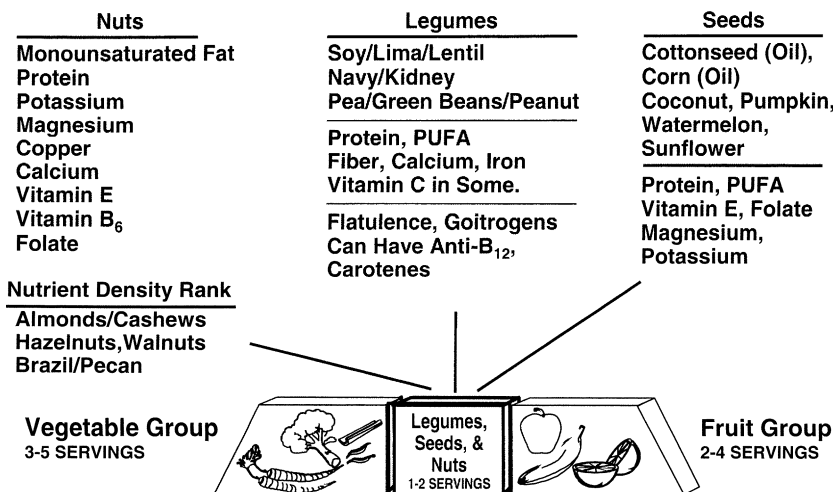 Nuts
Monounsaturated Fat
Protein
Potassium
Magnesium
Copper
Calcium
Vitamin E
Vitamin B6
Folate
Nutrient Density Rank
Almonds/Cashews
Hazelnuts,Walnuts
Brazil/Pecan
Legumes
Soy/Lima/Lentil
Navy/Kidney
Pea/Green Beans/Peanut
Protein, PUFA
Fiber, Calcium, Iron
Vitamin C in Some.
Flatulence, Goitrogens
Can Have Anti-B12,
Carotenes
Seeds
Cottonseed (Oil),
Corn (Oil)
Coconut, Pumpkin,
Watermelon,
Sunflower
Protein, PUFA
Vitamin E, Folate
Magnesium,
Potassium
Vegetable Group
3-5 SERVINGS
Legumes,
Seeds, &
Nuts
1-2 SERVINGS
Fruit Group
2-4 SERVINGS